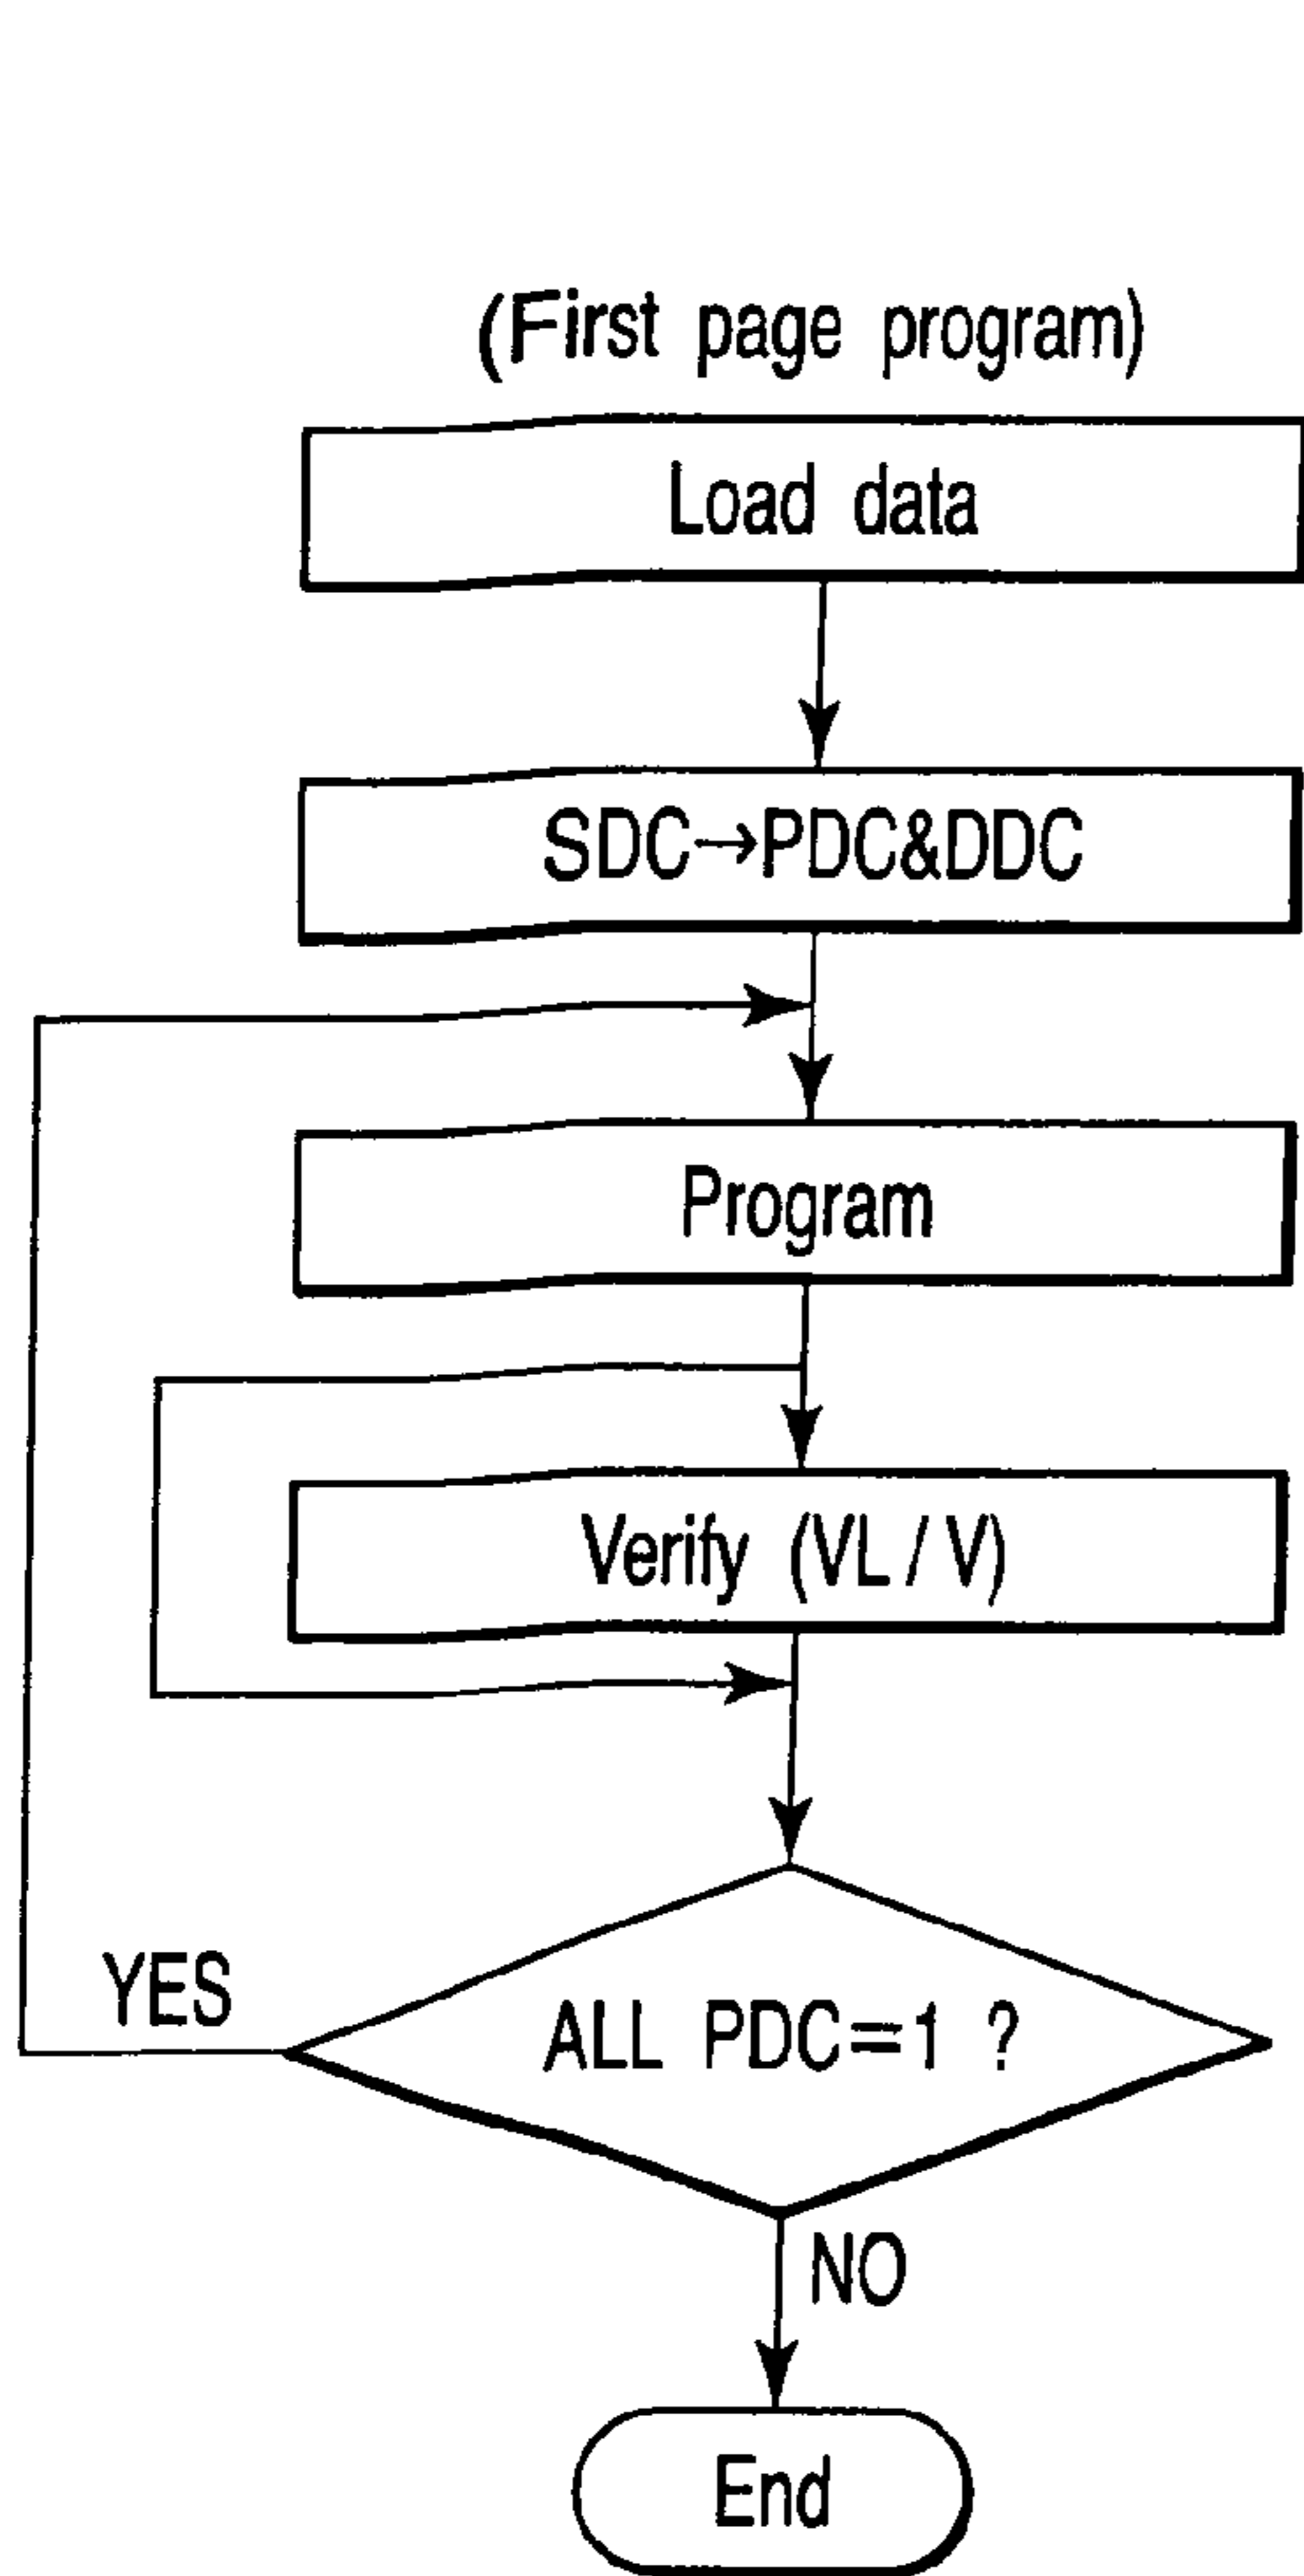 (First page program)
Load data
SDC→PDC&DDC
Program
Verify (VL / V)
YES
ALL PDC=1 ?
NO
End